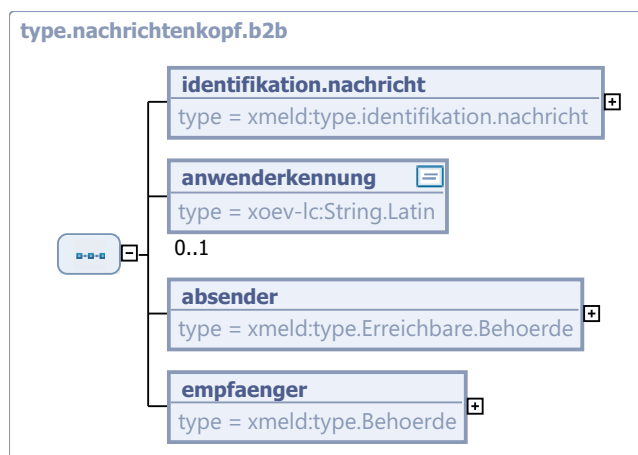 type.nachrichtenkopf.b2b
identifikation.nachricht
type = xmeld:type.identifikation.nachricht
anwenderkennung
type = xoev-lc:String.Latin
0..1
absender
type = xmeld:type.Erreichbare.Behoerde
empfaenger
type = xmeld:type.Behoerde